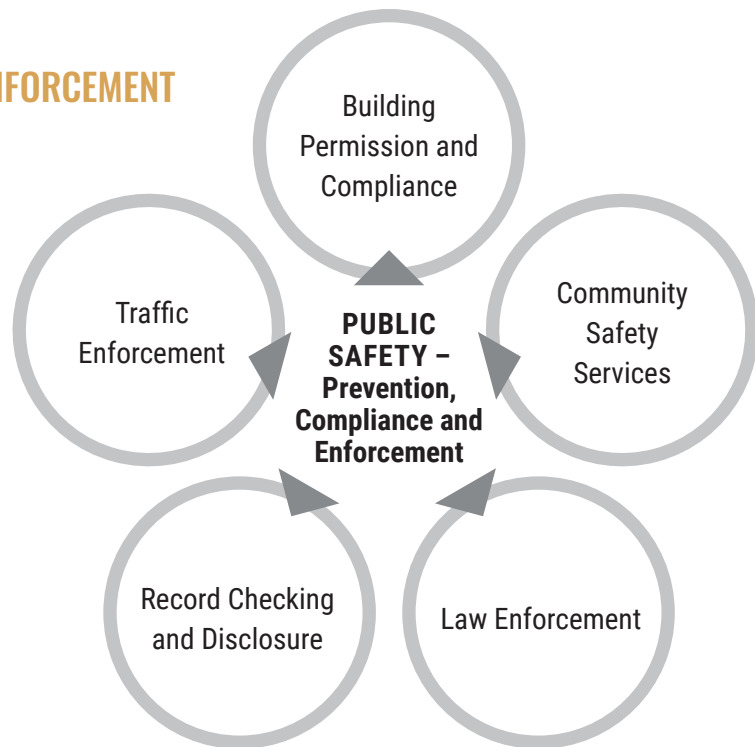 NFORCEMENT
Building
Permission and
Compliance
Traffic
Enforcement
PUBLIC
SAFETY –
Prevention,
Compliance and
Enforcement
Community
Safety
Services
Record Checking
and Disclosure
Law Enforcement